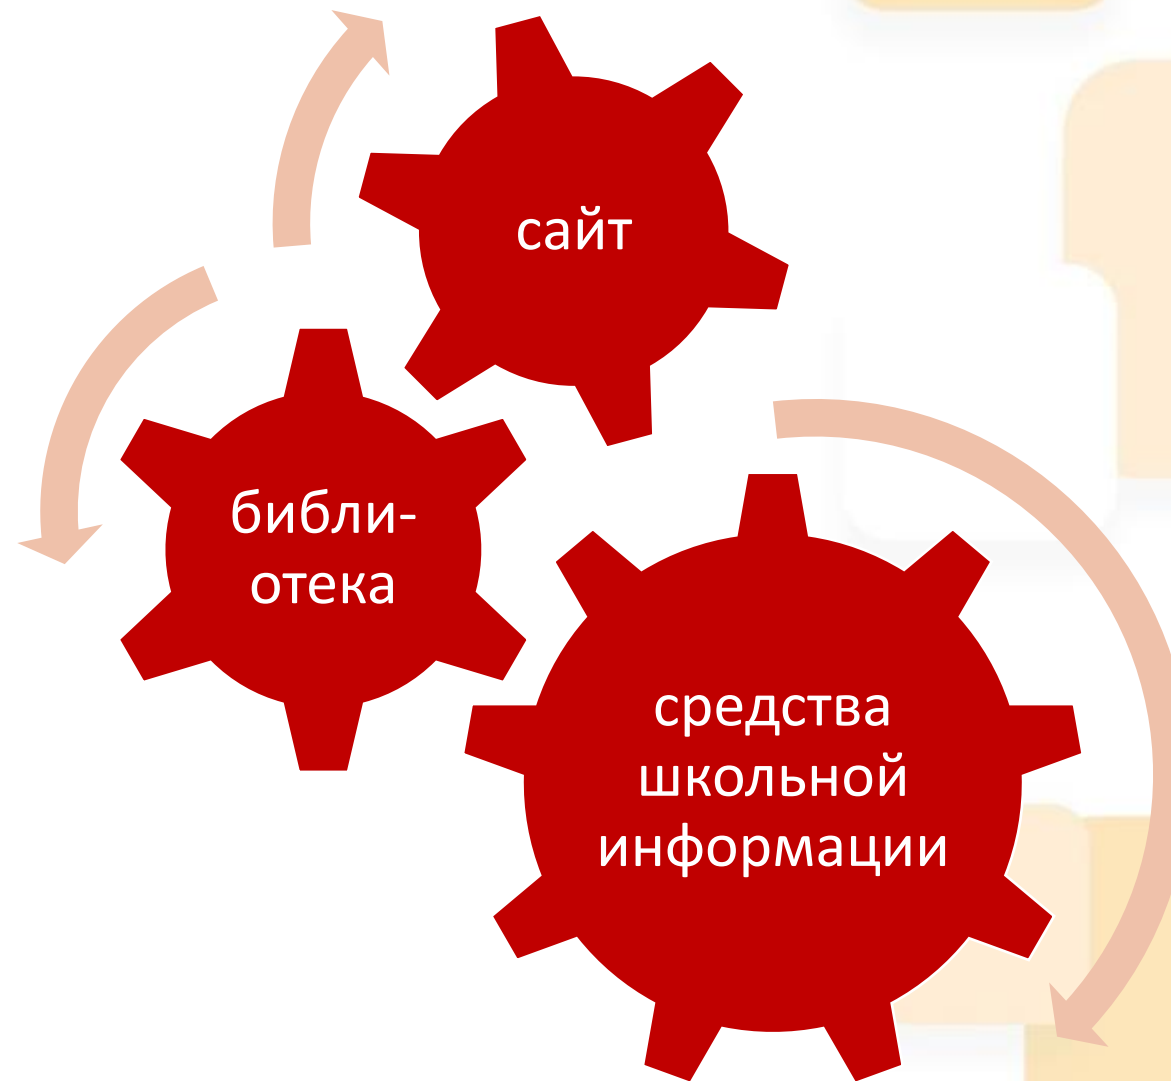 сайт
библи-
отека
средства
школьной
информации